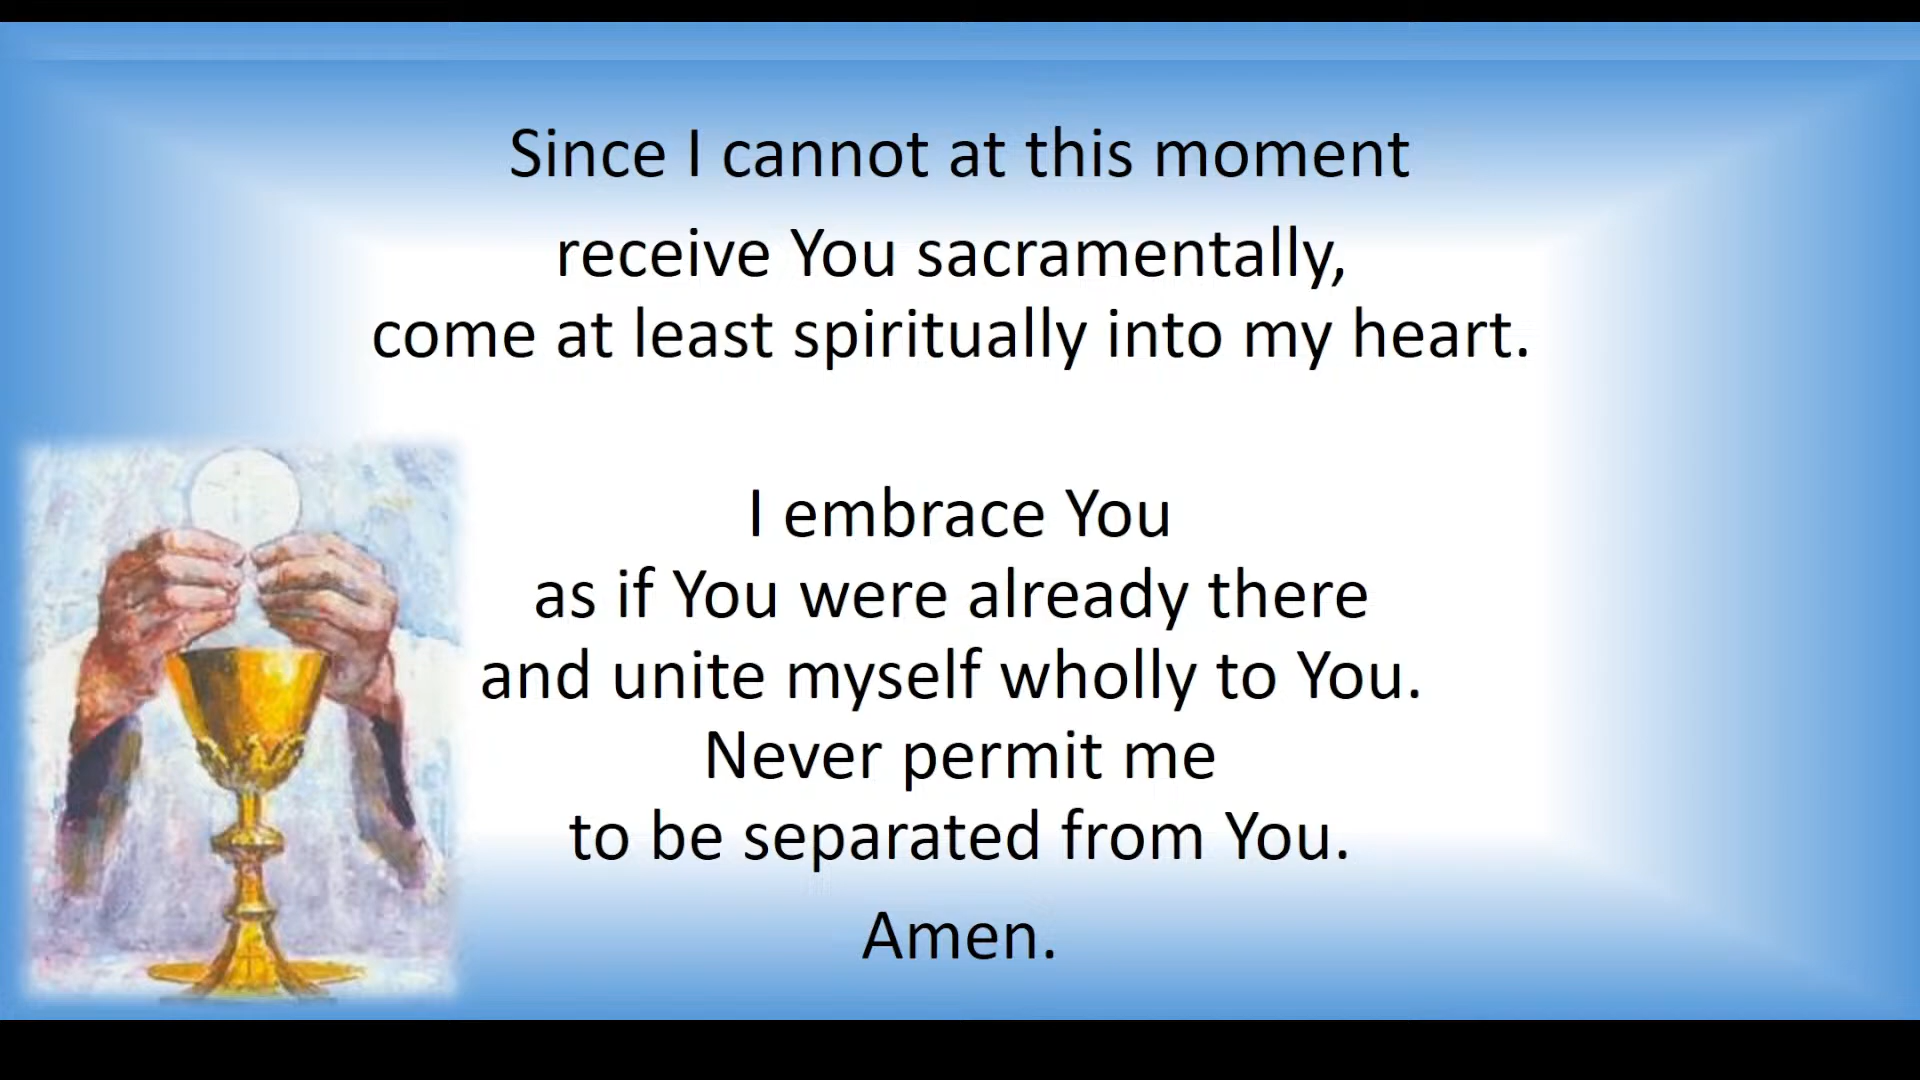 Since I cannot at this moment
receive You sacramentally,
come at least spiritually into my heart.
I embrace You
as if You were already there
and unite myself wholly to You.
Never permit me
to be separated from You.
Amen.